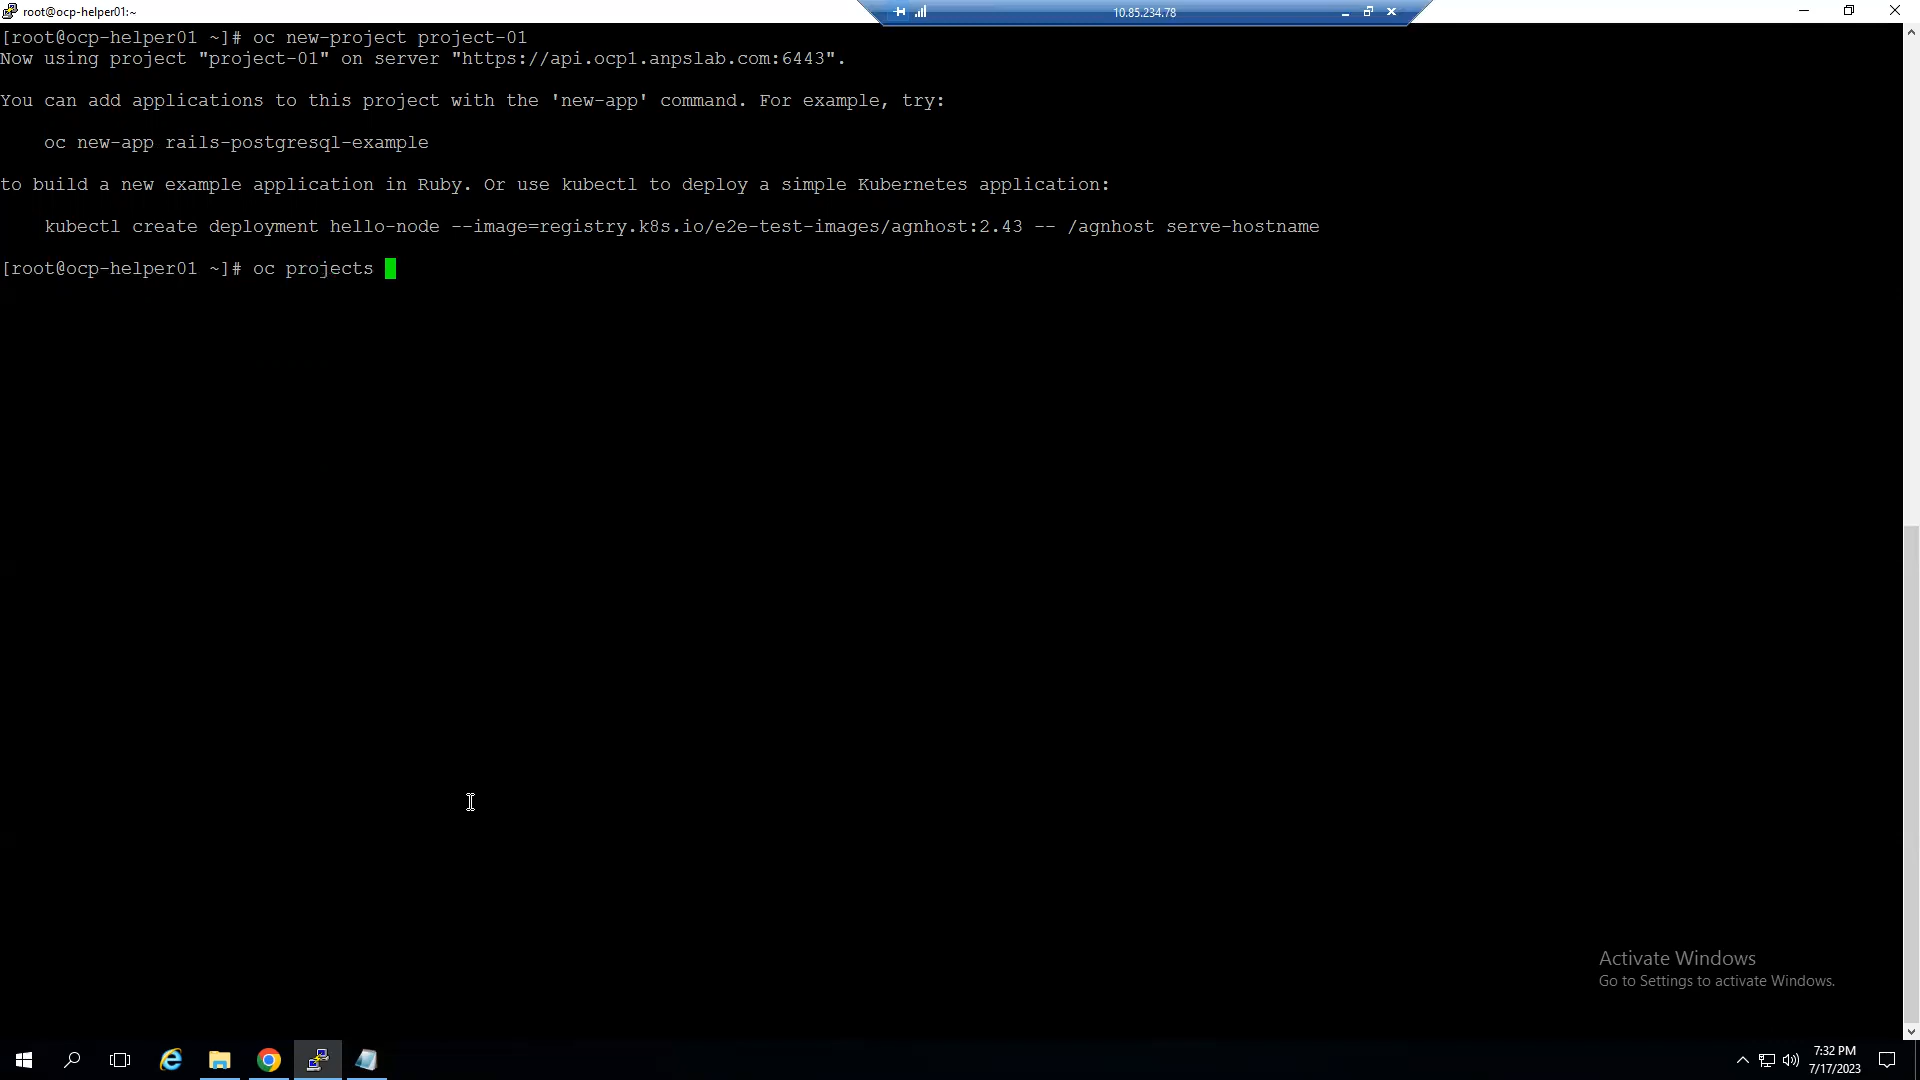 root@ocp-helper01:~
10.85.234.78
[root@ocp-helper01 ~]# oc new-project project-01
Now using project "project-01" on server "https://api.ocp1.anpslab.com:6443".
You can add applications to this project with the 'new-app' command. For example, try:
oc new-app rails-postgresql-example
to build a new example application in Ruby. Or use kubectl to deploy a simple Kubernetes application:
kubectl create deployment hello-node --image=registry.k8s.io/e2e-test-images/agnhost:2.43 -- /agnhost serve-hostname
[root@ocp-helper01 ~]# oc projects
Activate Windows
Go to Settings to activate Windows.
7:32 PM
7/17/2023